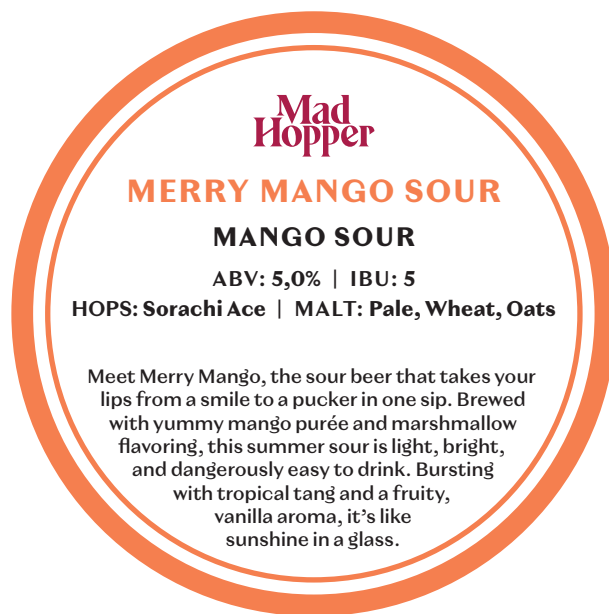 Mad
Hopper
MERRY MANGO SOUR
MANGO SOUR
ABV: 5,0% | IBU: 5
HOPS: Sorachi Ace | MALT: Pale, Wheat, Oats
Meet Merry Mango, the sour beer that takes your
lips from a smile to a pucker in one sip. Brewed
with yummy mango purée and marshmallow
flavoring, this summer sour is light, bright,
and dangerously easy to drink. Bursting
with tropical tang and a fruity,
vanilla aroma, it's like
sunshine in a glass.